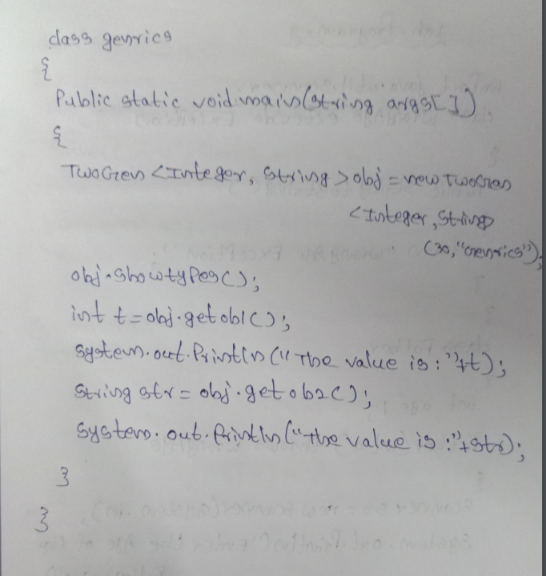 class genrics
{
Public static void main(String args[])
{
TwoGen <Integer, String > obj = new TwoGen
<Integer, String>
(30, "Genrics");
obj.showtypes();
int t = obj.getob1();
System.out.Println("The value is : "+t);
String str = obj.getob2();
System.out.Println("The value is : "+str);
}
}